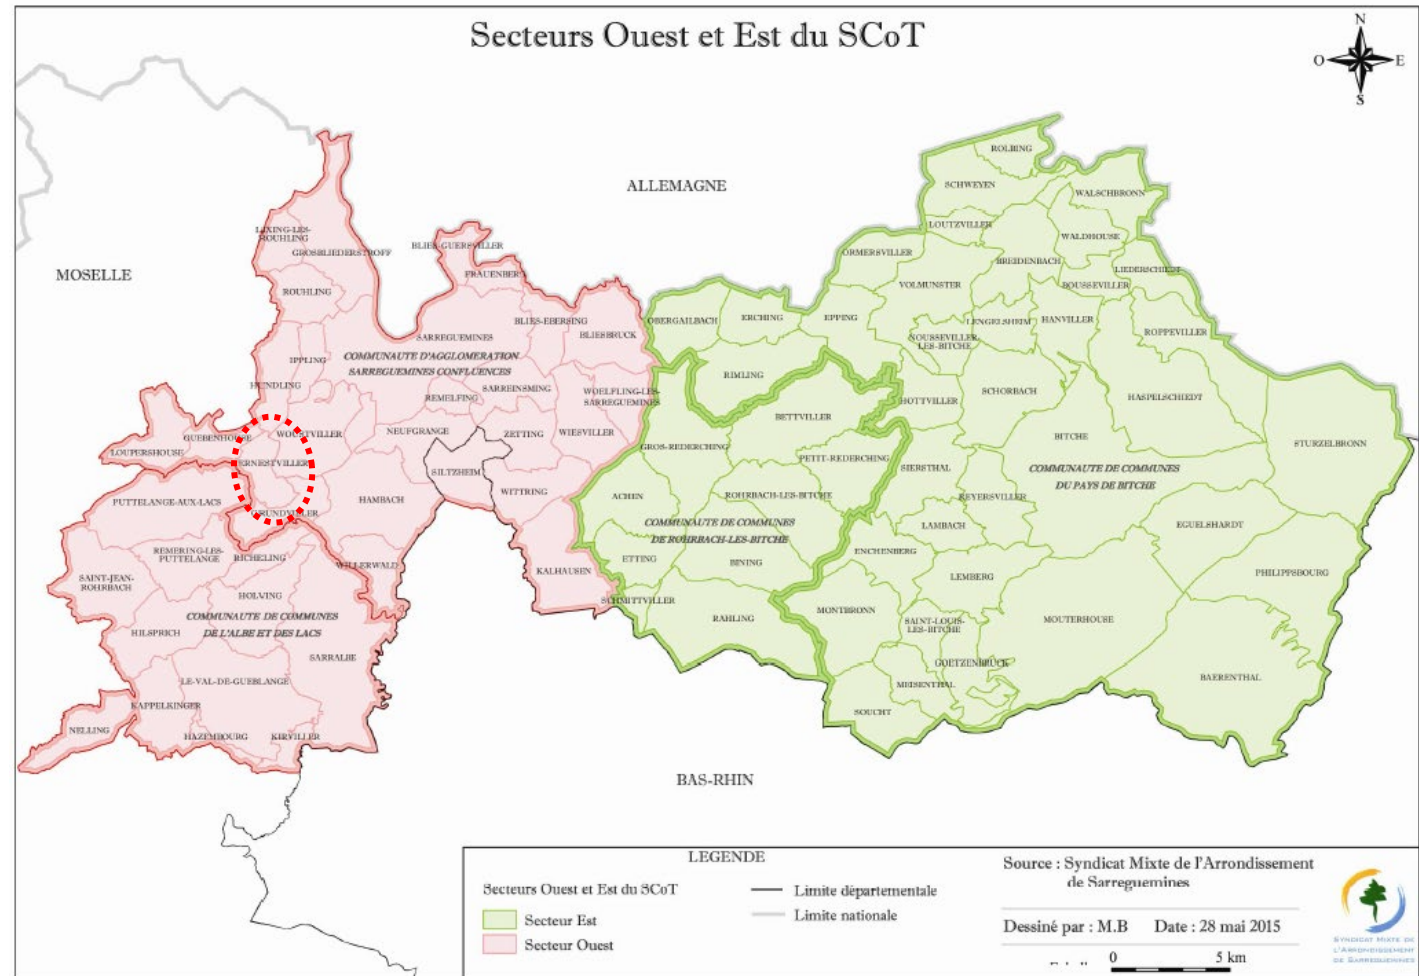 Secteurs Ouest et Est du SCoT
N
O
E
S
ALLEMAGNE
MOSELLE
BAS-RHIN
ROLBING
SCHWEYEN
WALSCHBRONN
LOUTZVILLER
WALDHOUSE
ORMERSVILLER
BREIDENBACH
LIEDERSCHIEDT
VOLMUNSTER
BOUSSEVILLER
LIXING-LES-
ROUHLING
GROSBLIEDERSTROFF
BLIES-GUERSVILLER
FRAUENBERG
ROUHLING
BLIES-EBERSING
BLIESBRUCK
OBERGAILBACH
ERCHING
EPPING
LENGELSHEIM
HANVILLER
ROPPEVILLER
SARREGUEMINES
NOUSSEVILLER-
LES-BITCHE
IPPLING
COMMUNAUTE D'AGGLOMERATION
SARREGUEMINES CONFLUENCES
RIMLING
HUNDLING
SARREINSMING
REMELFING
WOELFLING-LES-
SARREGUEMINES
HOTTVILLER
SCHORBACH
HASPELSCHIEDT
BETTVILLER
GUEBENHOUSE
WOUSTVILLER
NEUFGRANGE
ZETTING
WIESVILLER
BITCHE
STURZELBRONN
LOUPERSHOUSE
ERNESTVILLER
GROS-REDERCHING
PETIT-REDERCHING
SIERSTHAL
COMMUNAUTE DE COMMUNES
DU PAYS DE BITCHE
SILTZHEIM
WITTRING
ACHEN
ROHRBACH-LES-BITCHE
REYERSVILLER
PUTTELANGE-AUX-LACS
HAMBACH
GRUNDVILLER
COMMUNAUTE DE COMMUNES
DE ROHRBACH-LES-BITCHE
LAMBACH
EGUELSHARDT
REMERING-LES-
PUTTELANGE
RICHELING
WILLERWALD
KALHAUSEN
ETTING
BINING
ENCHENBERG
LEMBERG
PHILIPPSBOURG
SAINT-JEAN-
ROHRBACH
HOLVING
SCHMITTVILLER
RAHLING
MONTBRONN
COMMUNAUTE DE COMMUNES
DE L'ALBE ET DES LACS
SAINT-LOUIS-
LES-BITCHE
MOUTERHOUSE
HILSPRICH
SARRALBE
GOETZENBRUCK
LE-VAL-DE-GUEBLANGE
MEISENTHAL
BAERENTHAL
KAPPELKINGER
SOUCHT
NELLING
HAZEMBOURG
KIRVILLER
LEGENDE
Secteurs Ouest et Est du SCoT
Secteur Est
Secteur Ouest
Limite départementale
Limite nationale
Source : Syndicat Mixte de l'Arrondissement
de Sarreguemines
Dessiné par : M.B Date : 28 mai 2015
0 5 km
SYNDICAT MIXTE DE
L'ARRONDISSEMENT
DE SARREGUEMINES